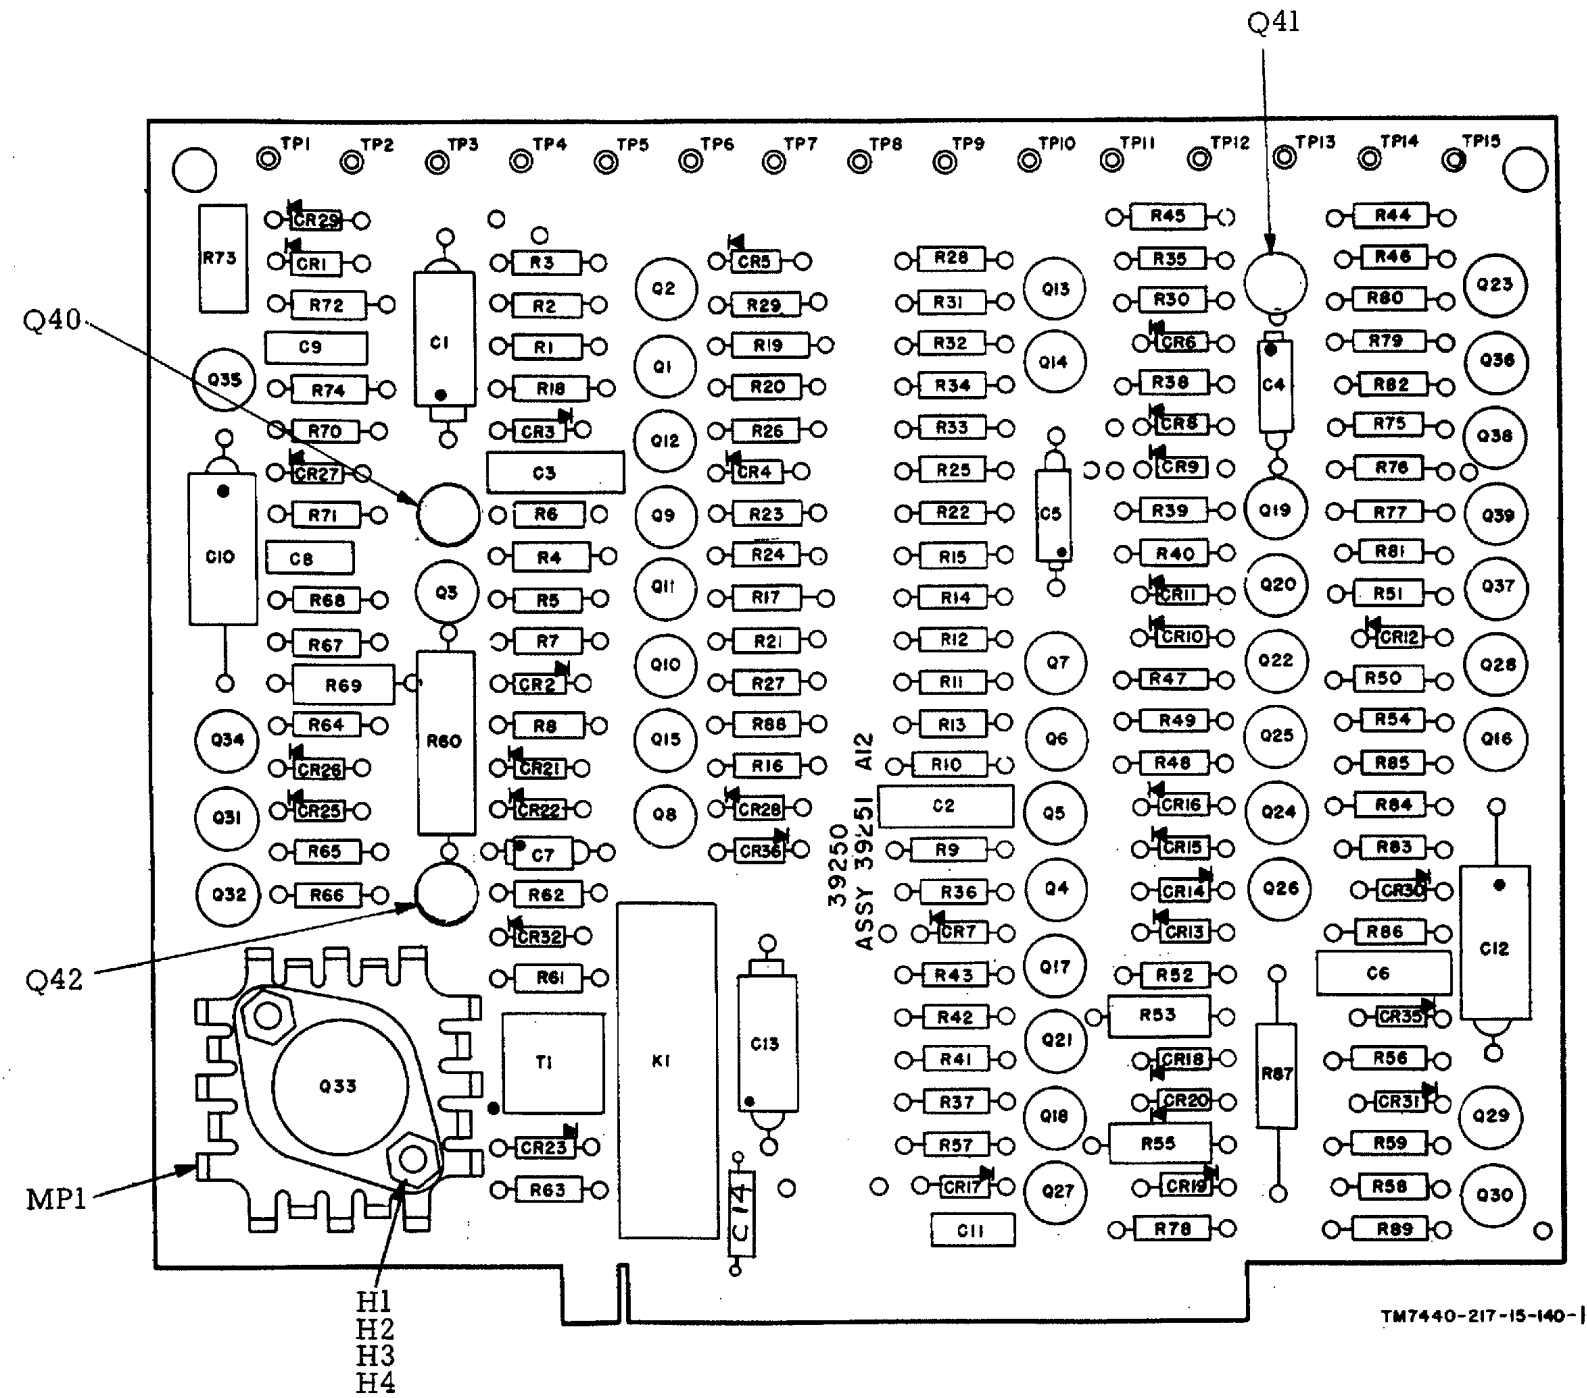 Q41
TP1 TP2 TP3 TP4 TP5 TP6 TP7 TP8 TP9 TP10 TP11 TP12 TP13 TP14 TP15
CR29 R45 R44
R73 CR1 R3 CR5 R28 R35 R46
Q2 Q13 Q23
R72 R2 R29 R31 R30 R80
Q40
C9 C1 R1 R19 R32 CR6 R79
Q35 Q1 Q14 Q36
R74 R18 R20 R34 R38 C4 R82
R70 CR3 Q12 R26 R33 CR8 R75 Q38
CR27 C3 CR4 R25 CR9 R76
R71 R6 Q9 R23 R22 C5 R39 Q19 R77 Q39
C10 C8 R4 R24 R15 R40 R81
R68 Q3 R5 Q11 R17 R14 CR11 Q20 R51 Q37
R67 R7 R21 R12 CR10 CR12
R69 CR2 Q10 R27 R11 Q7 R47 Q22 R50 Q28
R64 R8 R88 R13 R49 R54
Q34 R60 Q15 Q6 Q25 Q16
CR26 CR21 R16 R10 R48 R85
CR25 CR22 CR28 C2 CR16 R84
Q31 Q8 Q5 Q24
R65 C7 CR36 R9 CR15 R83
39250
ASSY 39251 A12
Q32 R66 R62 R36 Q4 CR14 Q26 CR30
CR32 CR7 CR13 R86 C12
Q42
R61 R43 Q17 R52 C6
R42 R53 CR35
Q33 T1 K1 C13 R41 Q21 CR18 R87 R56
R37 CR20 CR31
CR23 R57 Q18 R55 R59 Q29
MP1
R63 C14 CR17 Q27 CR19 R58 Q30
C11 R78 R89
H1
H2
H3
H4
TM7440-217-15-140-1